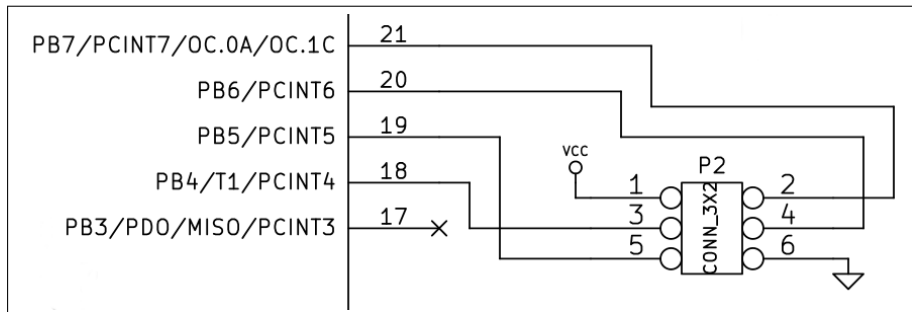 PB7/PCINT7/OC.0A/OC.1C 21
PB6/PCINT6 20
PB5/PCINT5 19
PB4/T1/PCINT4 18
PB3/PDO/MISO/PCINT3 17
VCC
P2
CONN_3X2
1 2
3 4
5 6